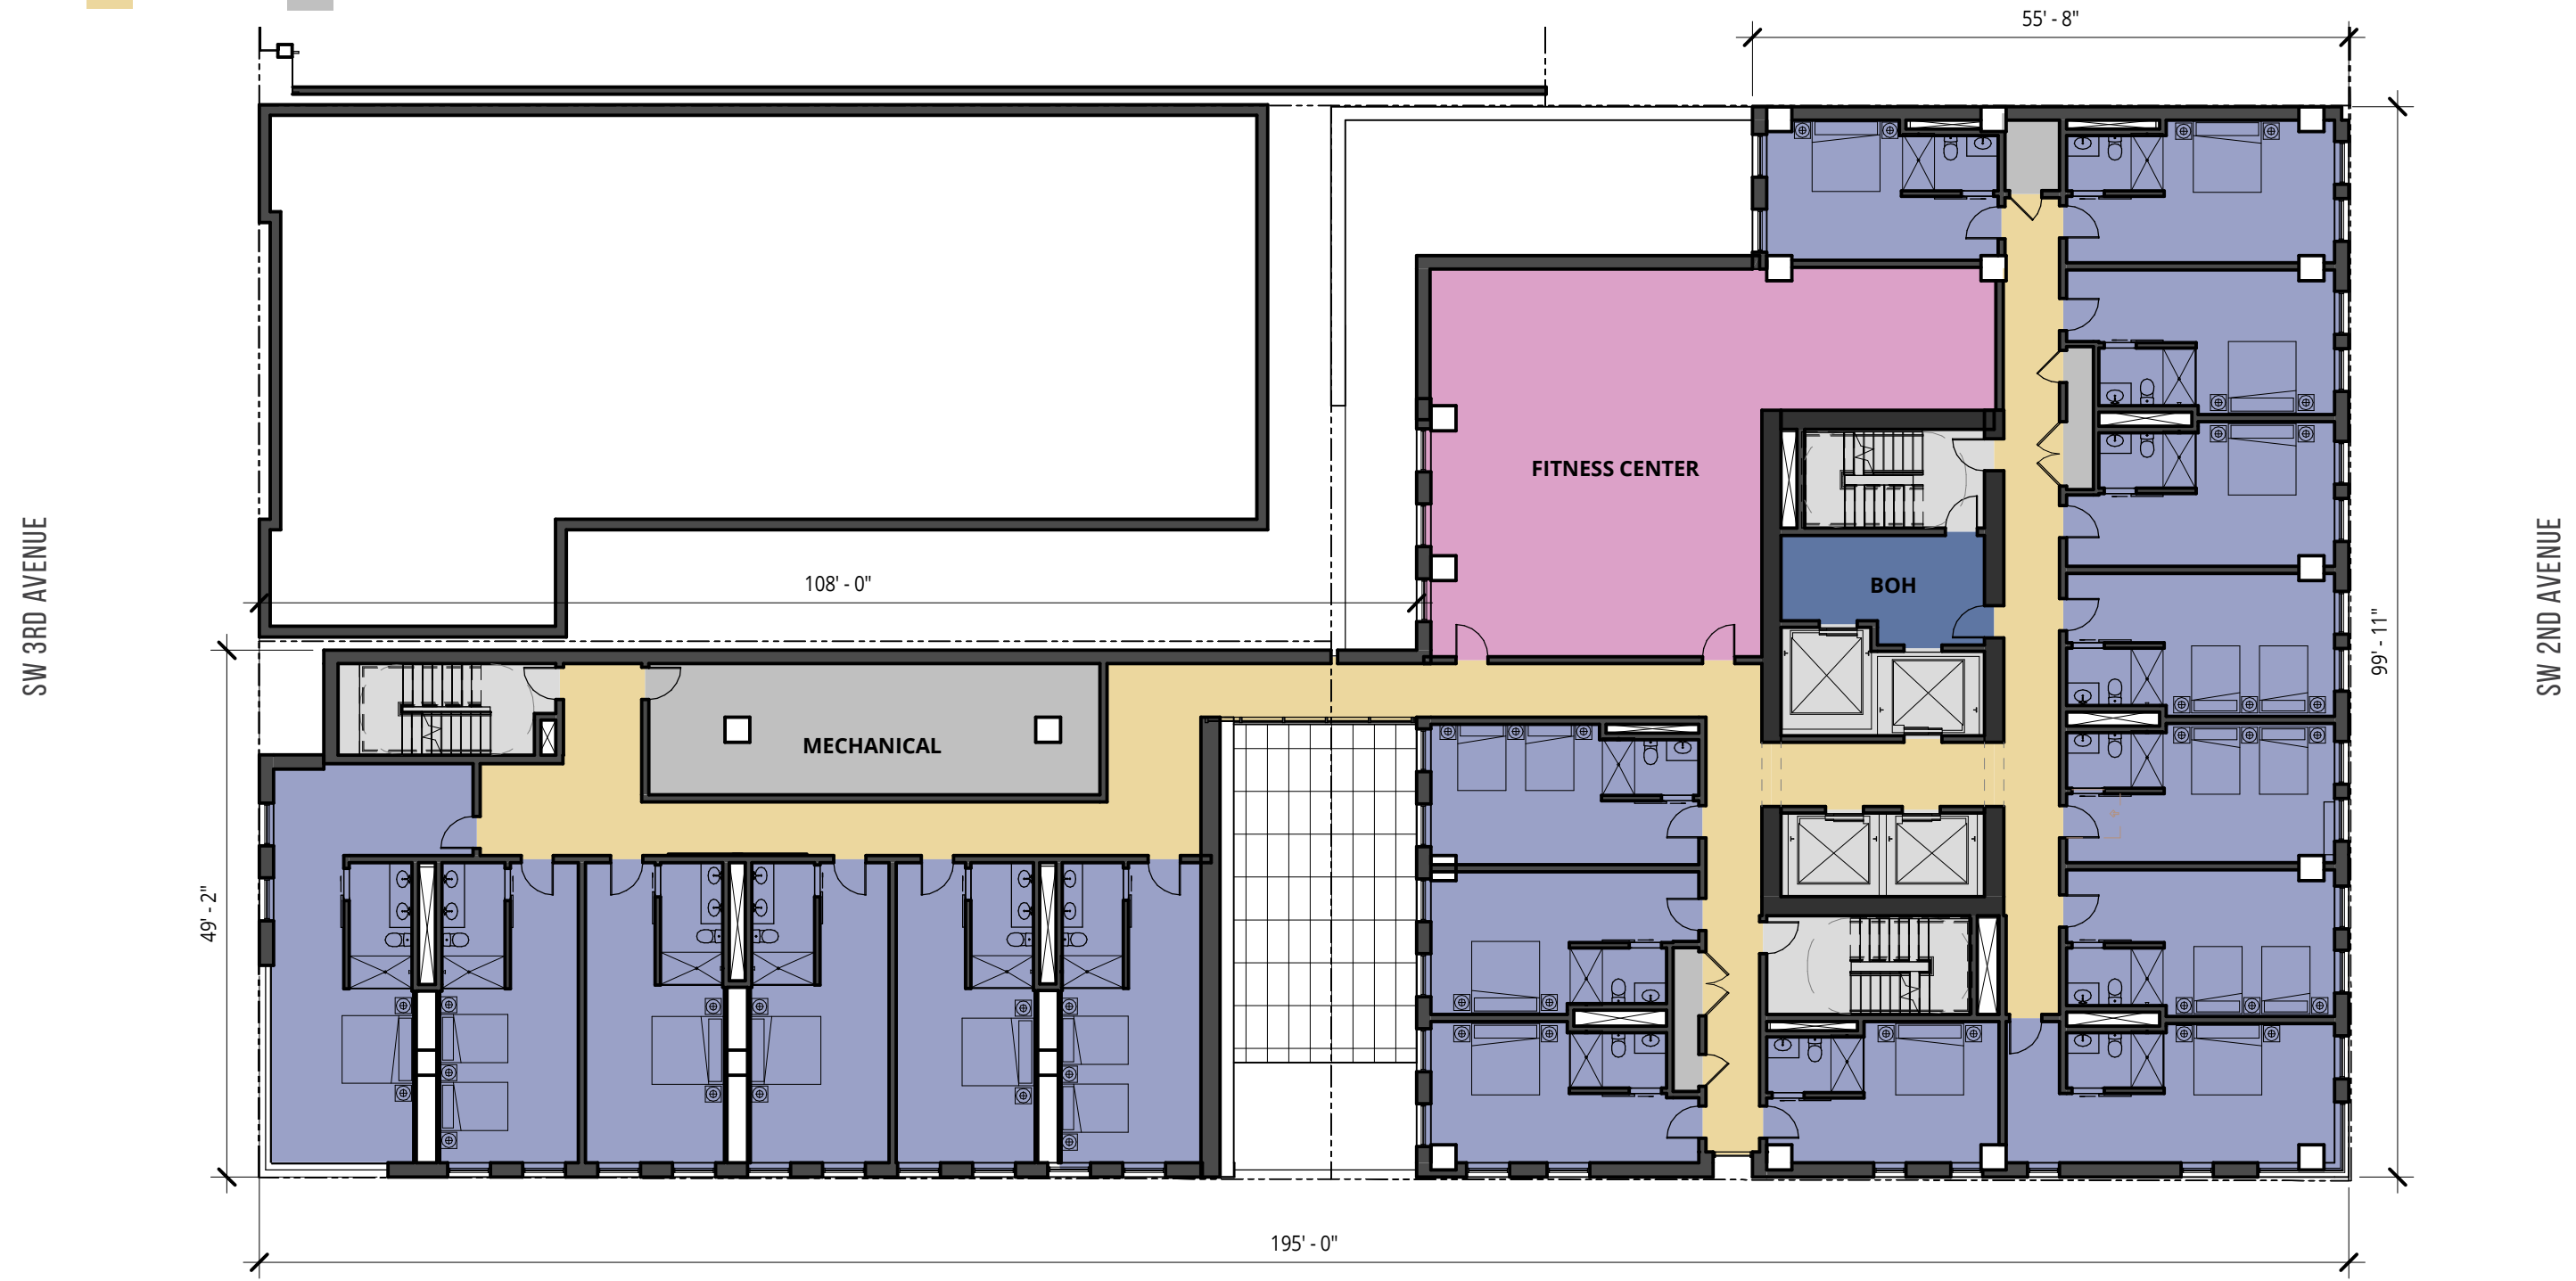 55' - 8"
FITNESS CENTER
108' - 0"
BOH
SW 3RD AVENUE
99' - 11"
SW 2ND AVENUE
MECHANICAL
49' - 2"
195' - 0"